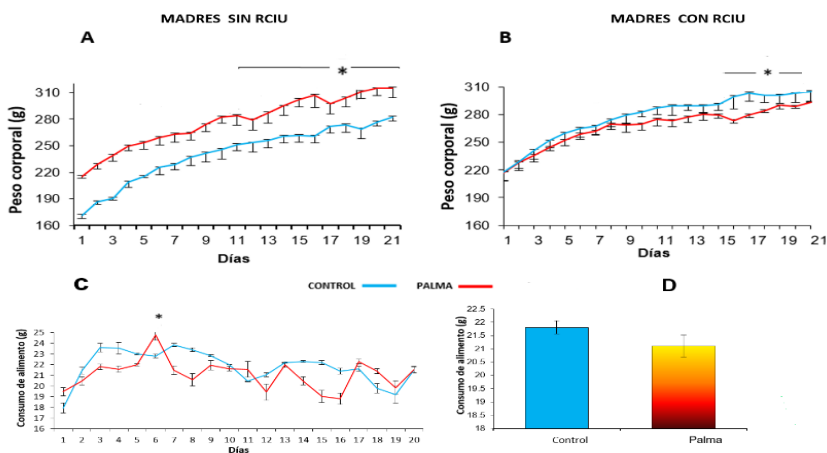 MADRES SIN RCIU
MADRES CON RCIU
A
*
Peso corporal (g)
310
280
250
220
190
160
1 3 5 7 9 11 13 15 17 19 21
Días
B
*
Peso corporal (g)
310
280
250
220
190
160
1 3 5 7 9 11 13 15 17 19 21
Días
CONTROL PALMA
C
*
Consumo de alimento (g)
25
24
23
22
21
20
19
18
17
16
1 2 3 4 5 6 7 8 9 10 11 12 13 14 15 16 17 18 19 20
Días
D
Consumo de alimento (g)
22.5
22
21.5
21
20.5
20
19.5
19
18.5
18
Control Palma